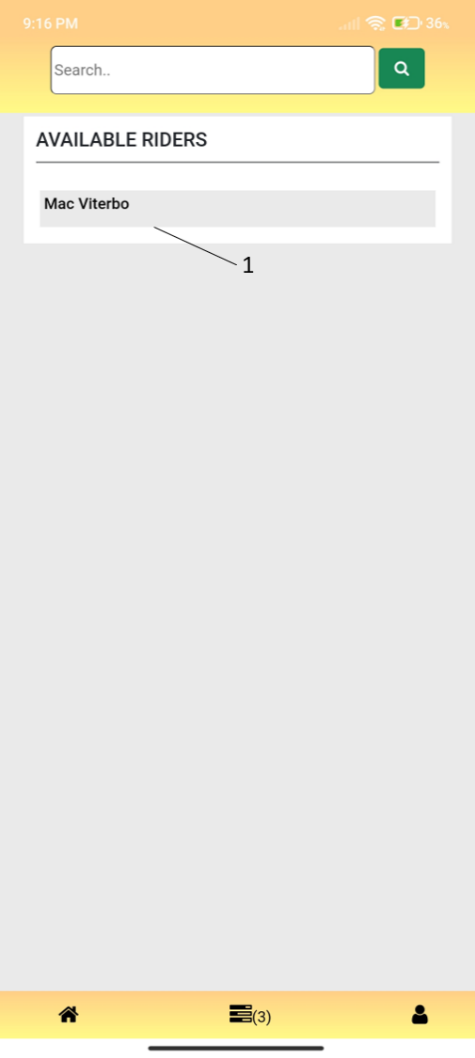 9:16 PM 36%
Search..
AVAILABLE RIDERS
Mac Viterbo
1
(3)